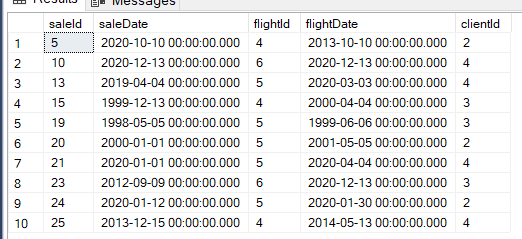 Results Messages
saleId saleDate flightId flightDate clientId
1 5 2020-10-10 00:00:00.000 4 2013-10-10 00:00:00.000 2
2 10 2020-12-13 00:00:00.000 6 2020-12-13 00:00:00.000 4
3 13 2019-04-04 00:00:00.000 5 2020-03-03 00:00:00.000 4
4 15 1999-12-13 00:00:00.000 4 2000-04-04 00:00:00.000 3
5 19 1998-05-05 00:00:00.000 5 1999-06-06 00:00:00.000 3
6 20 2000-01-01 00:00:00.000 5 2001-05-05 00:00:00.000 2
7 21 2020-01-01 00:00:00.000 5 2020-04-04 00:00:00.000 4
8 23 2012-09-09 00:00:00.000 6 2020-12-13 00:00:00.000 3
9 24 2020-01-12 00:00:00.000 5 2020-01-30 00:00:00.000 2
10 25 2013-12-15 00:00:00.000 4 2014-05-13 00:00:00.000 4